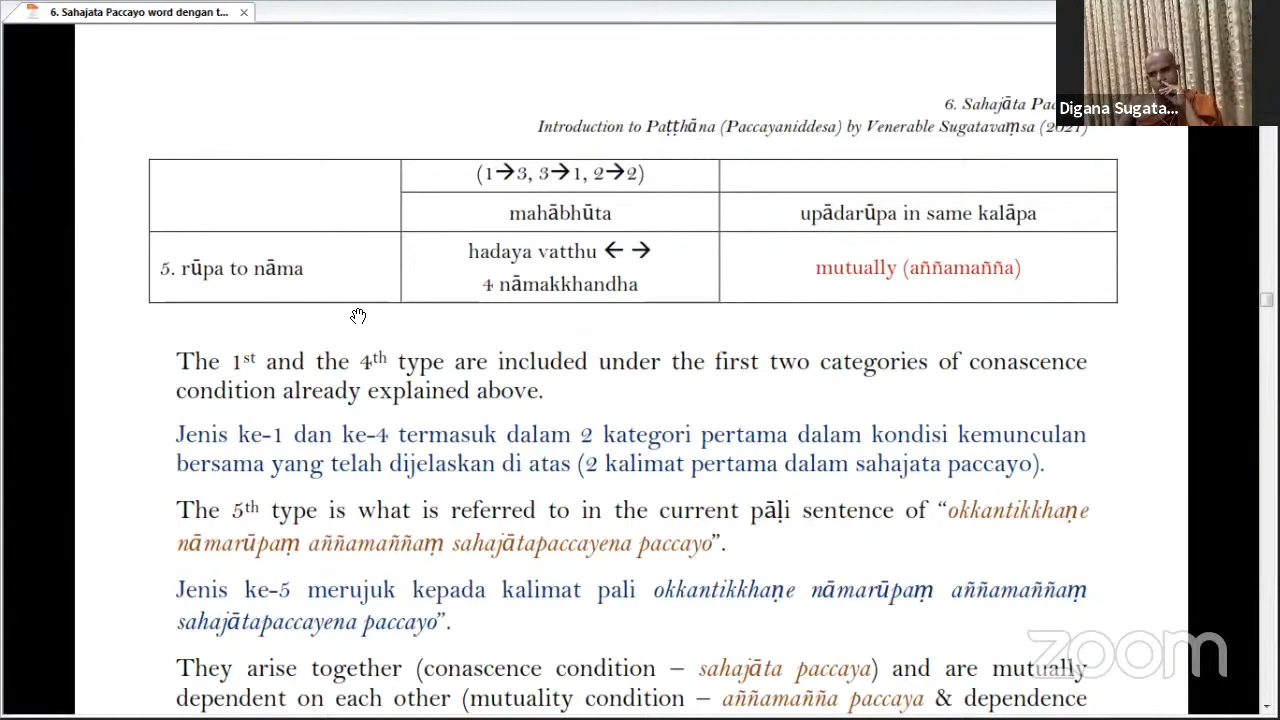 6. Sahajata Paccayo word dengan t...
6. Sahajāta Pac
Digana Sugata...
Introduction to Paṭṭhāna (Paccayaniddesa) by Venerable Sugatavaṃsa (2021)
(1→3, 3→1, 2→2)
mahābhūta
upādarūpa in same kalāpa
5. rūpa to nāma
hadaya vatthu ← →
4 nāmakkhandha
mutually (aññamañña)
The 1st and the 4th type are included under the first two categories of conascence
condition already explained above.
Jenis ke-1 dan ke-4 termasuk dalam 2 kategori pertama dalam kondisi kemunculan
bersama yang telah dijelaskan di atas (2 kalimat pertama dalam sahajata paccayo).
The 5th type is what is referred to in the current pāḷi sentence of “okkantikkhaṇe
nāmarūpaṃ aññamaññaṃ sahajātapaccayena paccayo”.
Jenis ke-5 merujuk kepada kalimat pali okkantikkhaṇe nāmarūpaṃ aññamaññaṃ
sahajātapaccayena paccayo”.
They arise together (conascence condition – sahajāta paccaya) and are mutually
dependent on each other (mutuality condition – aññamañña paccaya & dependence
zoom